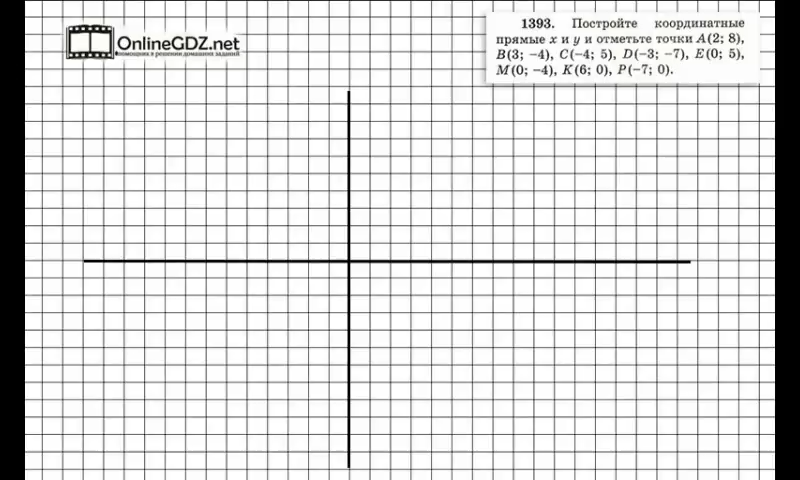 OnlineGDZ.net
помощник в решении домашних заданий
1393. Постройте координатные
прямые x и y и отметьте точки A(2; 8),
B(3; −4), C(−4; 5), D(−3; −7), E(0; 5),
M(0; −4), K(6; 0), P(−7; 0).